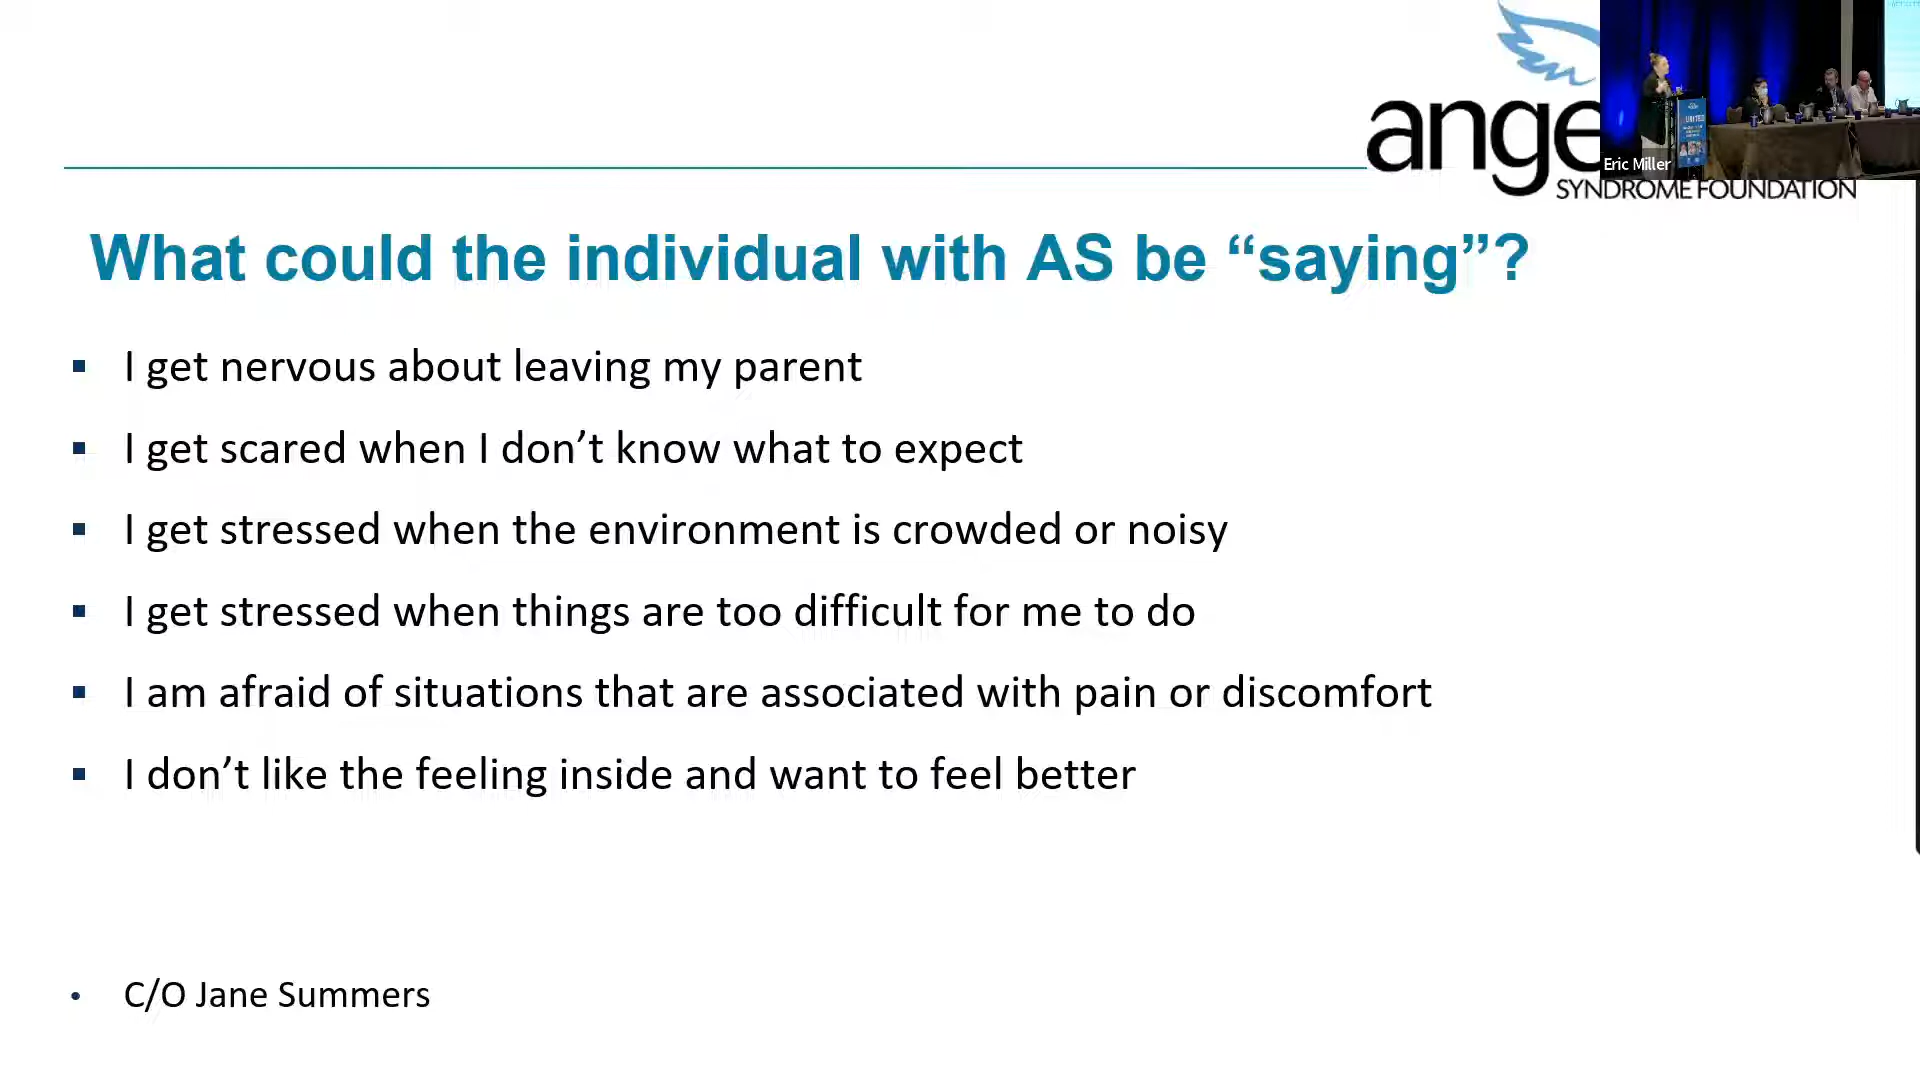 ange
SYNDROME FOUNDATION
Eric Miller
UNITED
What could the individual with AS be “saying”?
▪ I get nervous about leaving my parent
▪ I get scared when I don’t know what to expect
▪ I get stressed when the environment is crowded or noisy
▪ I get stressed when things are too difficult for me to do
▪ I am afraid of situations that are associated with pain or discomfort
▪ I don’t like the feeling inside and want to feel better
• C/O Jane Summers